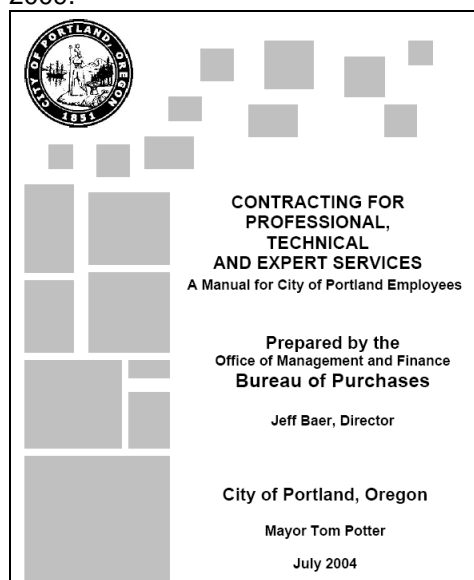 2005.
CITY OF PORTLAND, OREGON
1851
CONTRACTING FOR
PROFESSIONAL,
TECHNICAL
AND EXPERT SERVICES
A Manual for City of Portland Employees
Prepared by the
Office of Management and Finance
Bureau of Purchases
Jeff Baer, Director
City of Portland, Oregon
Mayor Tom Potter
July 2004